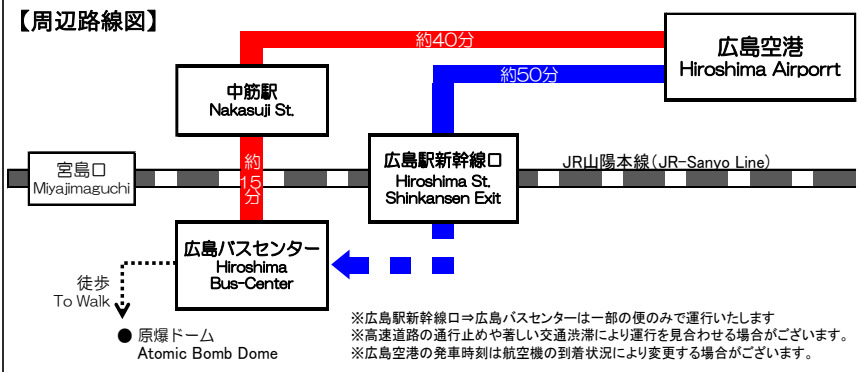 【周辺路線図】
約40分
広島空港
Hiroshima Airporrt
約50分
中筋駅
Nakasuji St.
宮島口
Miyajimaguchi
約
15
分
広島駅新幹線口
Hiroshima St.
Shinkansen Exit
JR山陽本線(JR-Sanyo Line)
広島バスセンター
Hiroshima
Bus-Center
徒歩
To Walk
● 原爆ドーム
Atomic Bomb Dome
※広島駅新幹線口⇒広島バスセンターは一部の便のみで運行いたします
※高速道路の通行止めや著しい交通渋滞により運行を見合わせる場合がございます。
※広島空港の発車時刻は航空機の到着状況により変更する場合がございます。